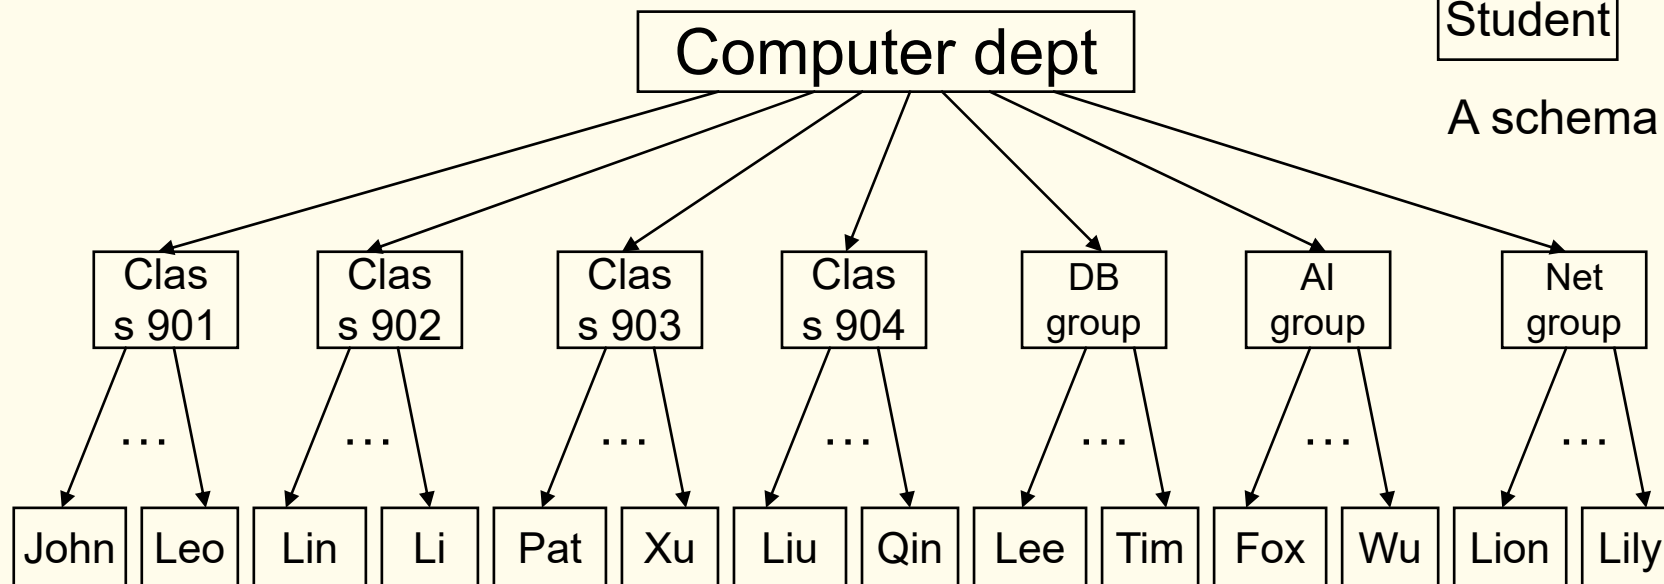 Student
Computer dept
A schema
Clas
s 901
Clas
s 902
Clas
s 903
Clas
s 904
DB
group
AI
group
Net
group
...
...
...
...
...
...
...
John
Leo
Lin
Li
Pat
Xu
Liu
Qin
Lee
Tim
Fox
Wu
Lion
Lily